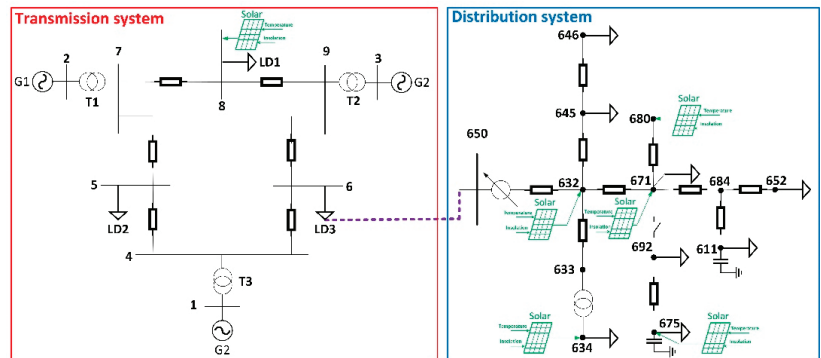 Transmission system
Solar
Temperature
Insolation
LD1
2
7
9
3
G1
T1
8
T2
G2
5
6
LD2
LD3
4
T3
1
G2
Distribution system
646
645
Solar
680
Temperature
Insolation
650
632
671
684
652
Temperature
Solar
Insolation
Temperature
Solar
Insolation
692
611
633
Solar
Temperature
Insolation
634
675
Solar
Temperature
Insolation